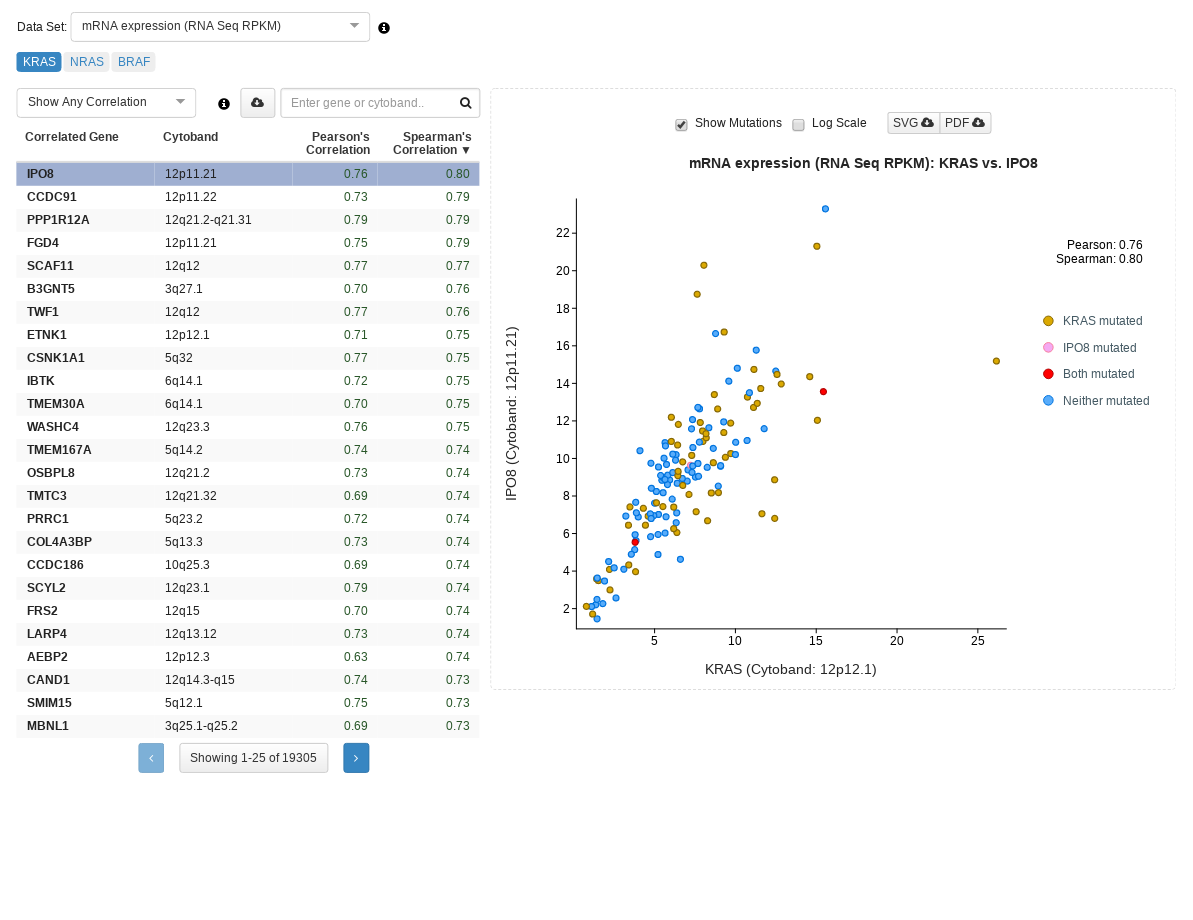 Data Set: mRNA expression (RNA Seq RPKM)
KRAS NRAS BRAF
Show Any Correlation
Enter gene or cytoband..
Correlated Gene Cytoband Pearson's Correlation Spearman's Correlation ▼
IPO8 12p11.21 0.76 0.80
CCDC91 12p11.22 0.73 0.79
PPP1R12A 12q21.2-q21.31 0.79 0.79
FGD4 12p11.21 0.75 0.79
SCAF11 12q12 0.77 0.77
B3GNT5 3q27.1 0.70 0.76
TWF1 12q12 0.77 0.76
ETNK1 12p12.1 0.71 0.75
CSNK1A1 5q32 0.77 0.75
IBTK 6q14.1 0.72 0.75
TMEM30A 6q14.1 0.70 0.75
WASHC4 12q23.3 0.76 0.75
TMEM167A 5q14.2 0.74 0.74
OSBPL8 12q21.2 0.73 0.74
TMTC3 12q21.32 0.69 0.74
PRRC1 5q23.2 0.72 0.74
COL4A3BP 5q13.3 0.73 0.74
CCDC186 10q25.3 0.69 0.74
SCYL2 12q23.1 0.79 0.74
FRS2 12q15 0.70 0.74
LARP4 12q13.12 0.73 0.74
AEBP2 12p12.3 0.63 0.74
CAND1 12q14.3-q15 0.74 0.73
SMIM15 5q12.1 0.75 0.73
MBNL1 3q25.1-q25.2 0.69 0.73
Showing 1-25 of 19305
Show Mutations Log Scale SVG PDF
mRNA expression (RNA Seq RPKM): KRAS vs. IPO8
Pearson: 0.76
Spearman: 0.80
KRAS mutated
IPO8 mutated
Both mutated
Neither mutated
IPO8 (Cytoband: 12p11.21)
22
20
18
16
14
12
10
8
6
4
2
5 10 15 20 25
KRAS (Cytoband: 12p12.1)